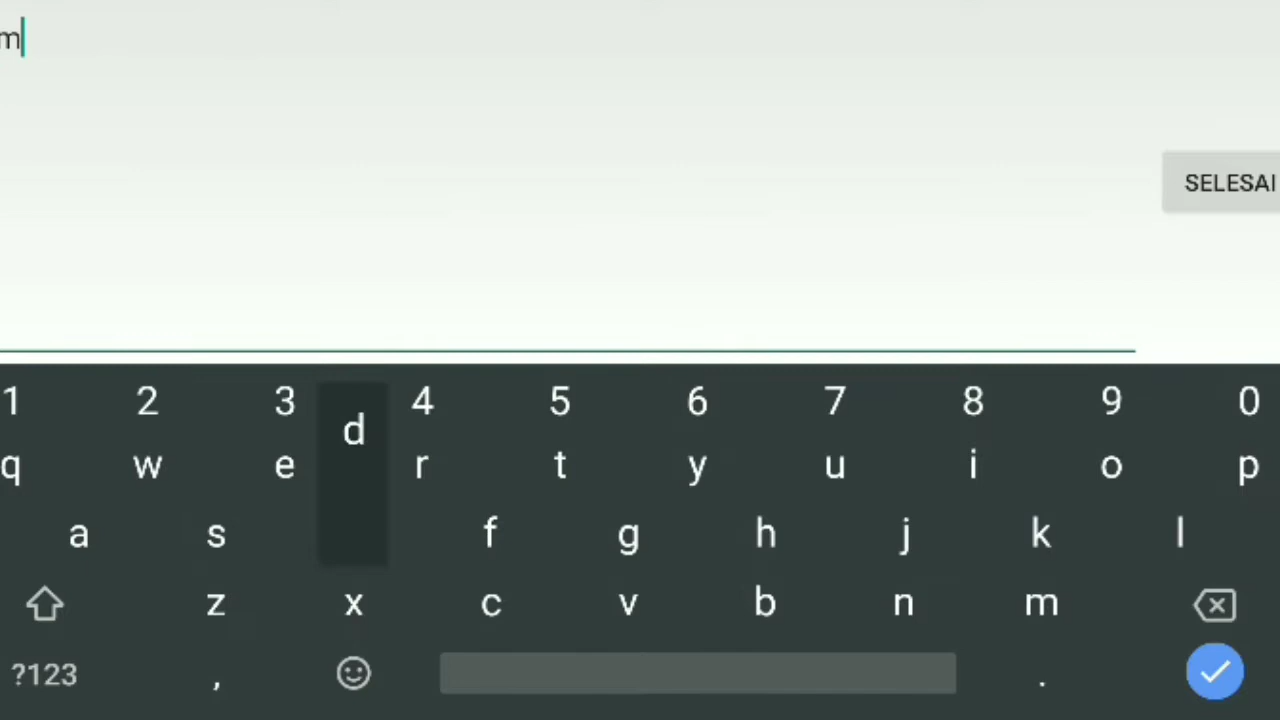 m
SELESAI
1 2 3 4 5 6 7 8 9 0
d
q w e r t y u i o p
a s f g h j k l
z x c v b n m
?123 , .